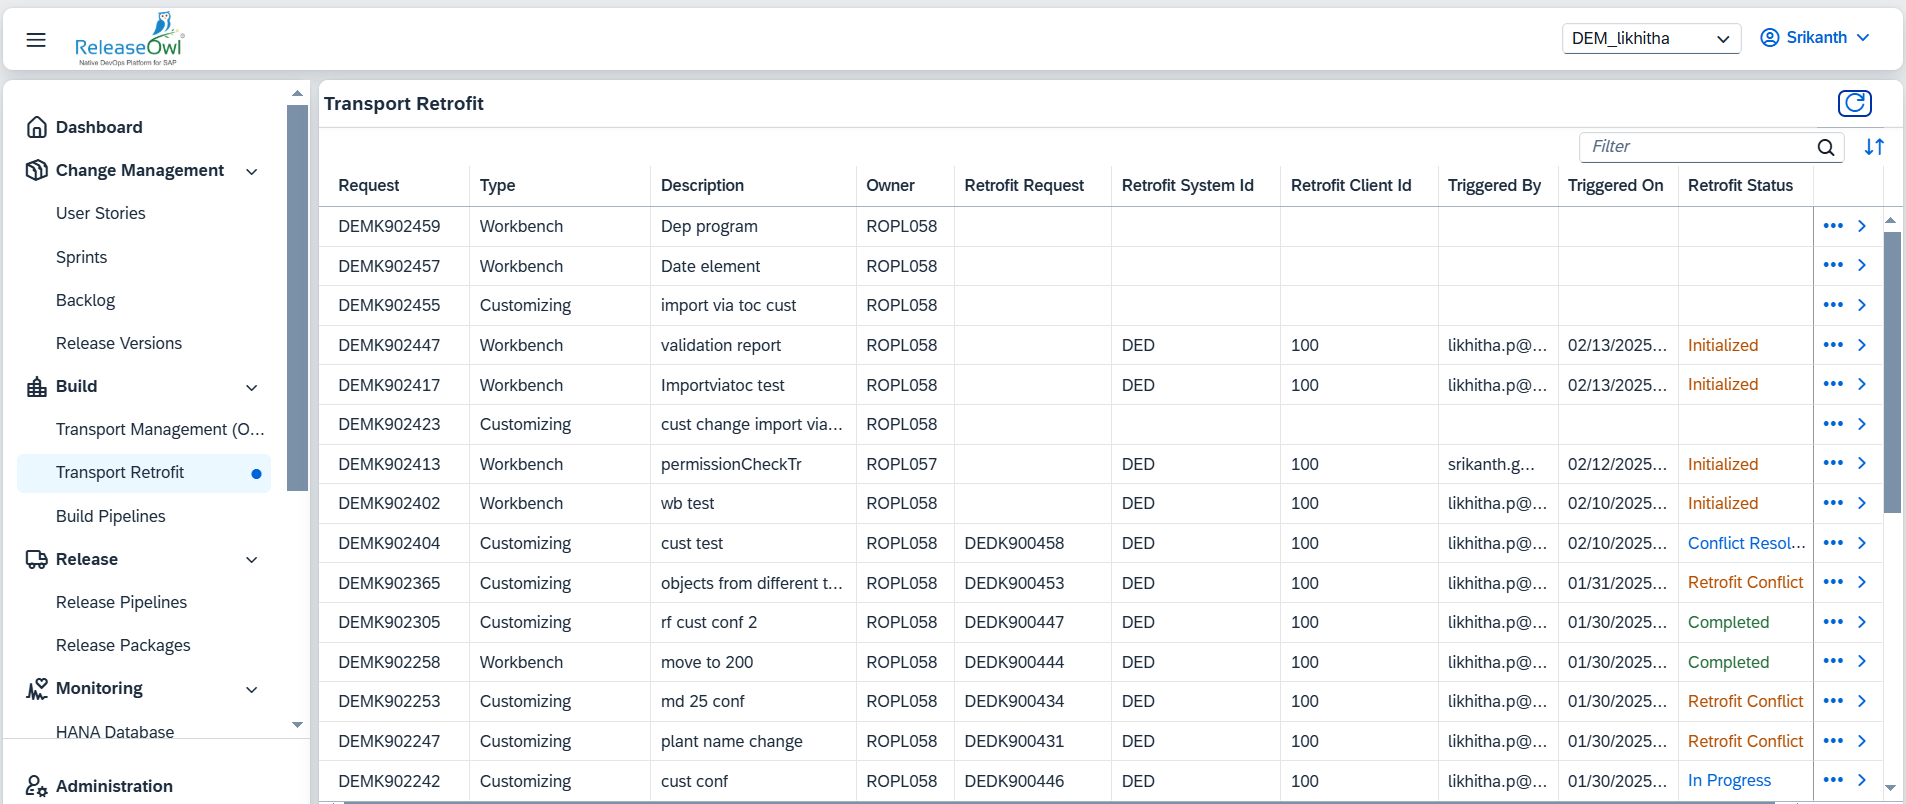 ReleaseOwl
Native DevOps Platform for SAP
DEM_likhitha
Srikanth
Dashboard
Change Management
User Stories
Sprints
Backlog
Release Versions
Build
Transport Management (O...
Transport Retrofit
Build Pipelines
Release
Release Pipelines
Release Packages
Monitoring
HANA Database
Administration
Transport Retrofit
Filter
Request Type Description Owner Retrofit Request Retrofit System Id Retrofit Client Id Triggered By Triggered On Retrofit Status
DEMK902459 Workbench Dep program ROPL058
DEMK902457 Workbench Date element ROPL058
DEMK902455 Customizing import via toc cust ROPL058
DEMK902447 Workbench validation report ROPL058 DED 100 likhitha.p@... 02/13/2025... Initialized
DEMK902417 Workbench Importviatoc test ROPL058 DED 100 likhitha.p@... 02/13/2025... Initialized
DEMK902423 Customizing cust change import via... ROPL058
DEMK902413 Workbench permissionCheckTr ROPL057 DED 100 srikanth.g... 02/12/2025... Initialized
DEMK902402 Workbench wb test ROPL058 DED 100 likhitha.p@... 02/10/2025... Initialized
DEMK902404 Customizing cust test ROPL058 DEDK900458 DED 100 likhitha.p@... 02/10/2025... Conflict Resol...
DEMK902365 Customizing objects from different t... ROPL058 DEDK900453 DED 100 likhitha.p@... 01/31/2025... Retrofit Conflict
DEMK902305 Customizing rf cust conf 2 ROPL058 DEDK900447 DED 100 likhitha.p@... 01/30/2025... Completed
DEMK902258 Workbench move to 200 ROPL058 DEDK900444 DED 100 likhitha.p@... 01/30/2025... Completed
DEMK902253 Customizing md 25 conf ROPL058 DEDK900434 DED 100 likhitha.p@... 01/30/2025... Retrofit Conflict
DEMK902247 Customizing plant name change ROPL058 DEDK900431 DED 100 likhitha.p@... 01/30/2025... Retrofit Conflict
DEMK902242 Customizing cust conf ROPL058 DEDK900446 DED 100 likhitha.p@... 01/30/2025... In Progress